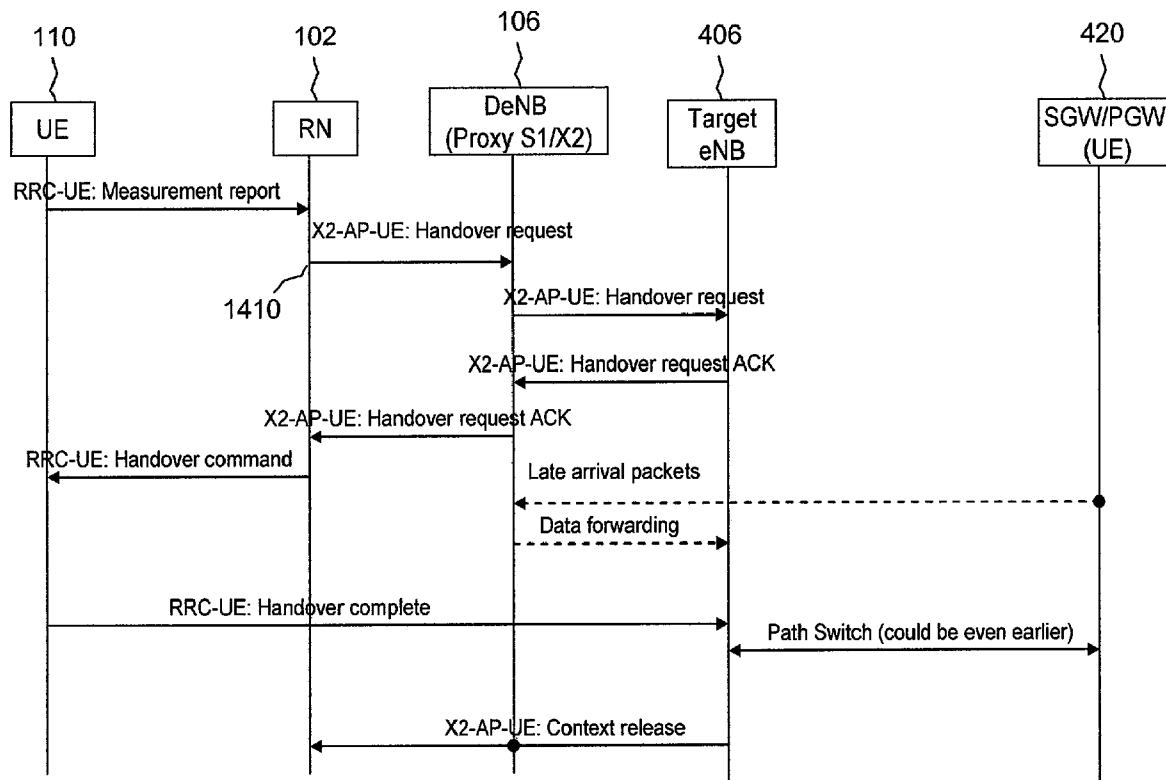 110
102
106
406
420
UE
RN
DeNB
(Proxy S1/X2)
Target
eNB
SGW/PGW
(UE)
RRC-UE: Measurement report
X2-AP-UE: Handover request
1410
X2-AP-UE: Handover request
X2-AP-UE: Handover request ACK
X2-AP-UE: Handover request ACK
RRC-UE: Handover command
Late arrival packets
Data forwarding
RRC-UE: Handover complete
Path Switch (could be even earlier)
X2-AP-UE: Context release